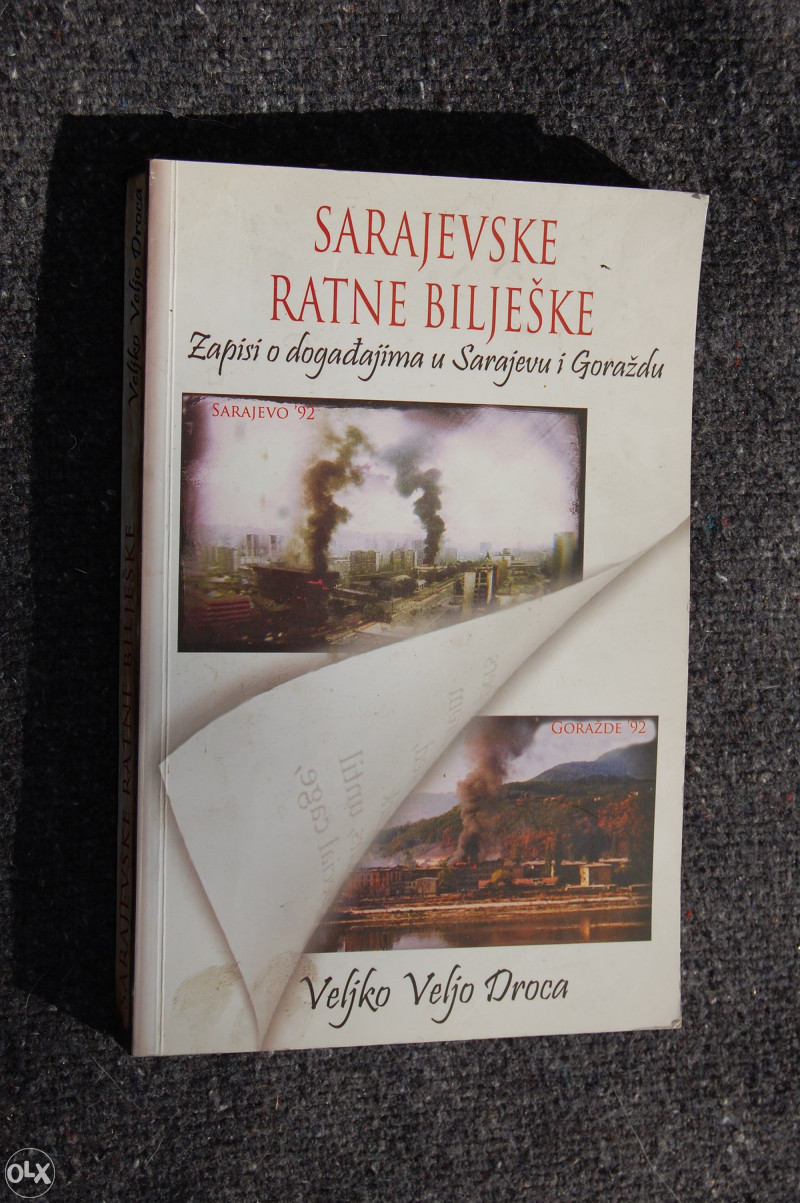 SARAJEVSKE
RATNE BILJEŠKE
Zapisi o događajima u Sarajevu i Goraždu
SARAJEVO '92
GORAŽDE '92
Veljko Veljo Droca
SARAJEVSKE RATNE BILJEŠKE Veljko Veljo Droca
OLX